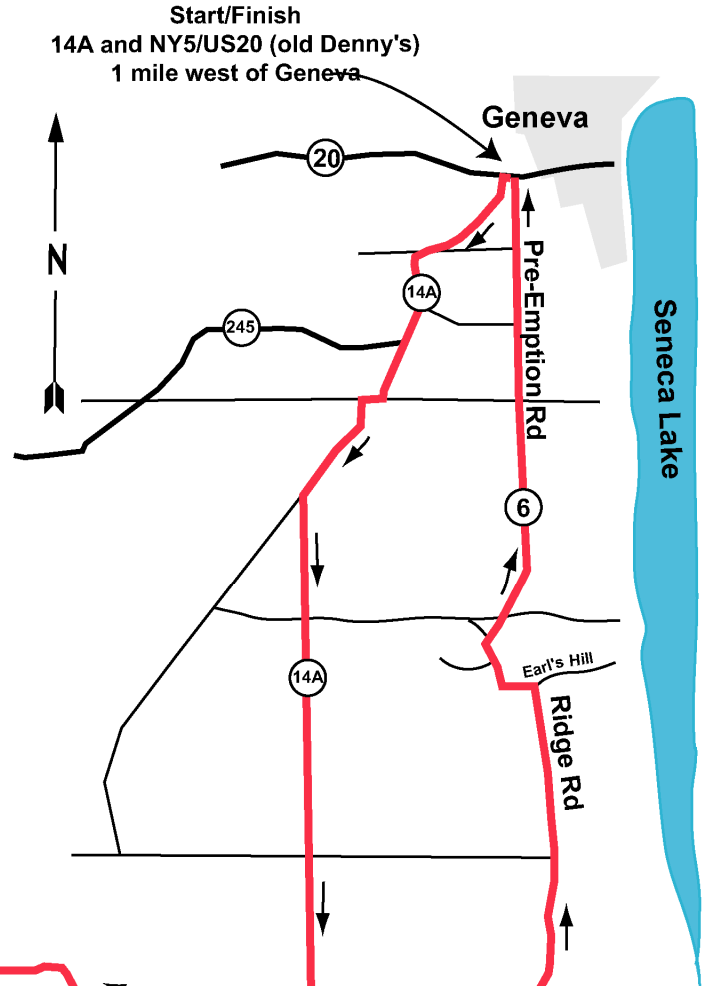 Start/Finish
14A and NY5/US20 (old Denny's)
1 mile west of Geneva
Geneva
20
N
14A
Pre-Emption Rd
245
Seneca Lake
6
14A
Earl's Hill
Ridge Rd